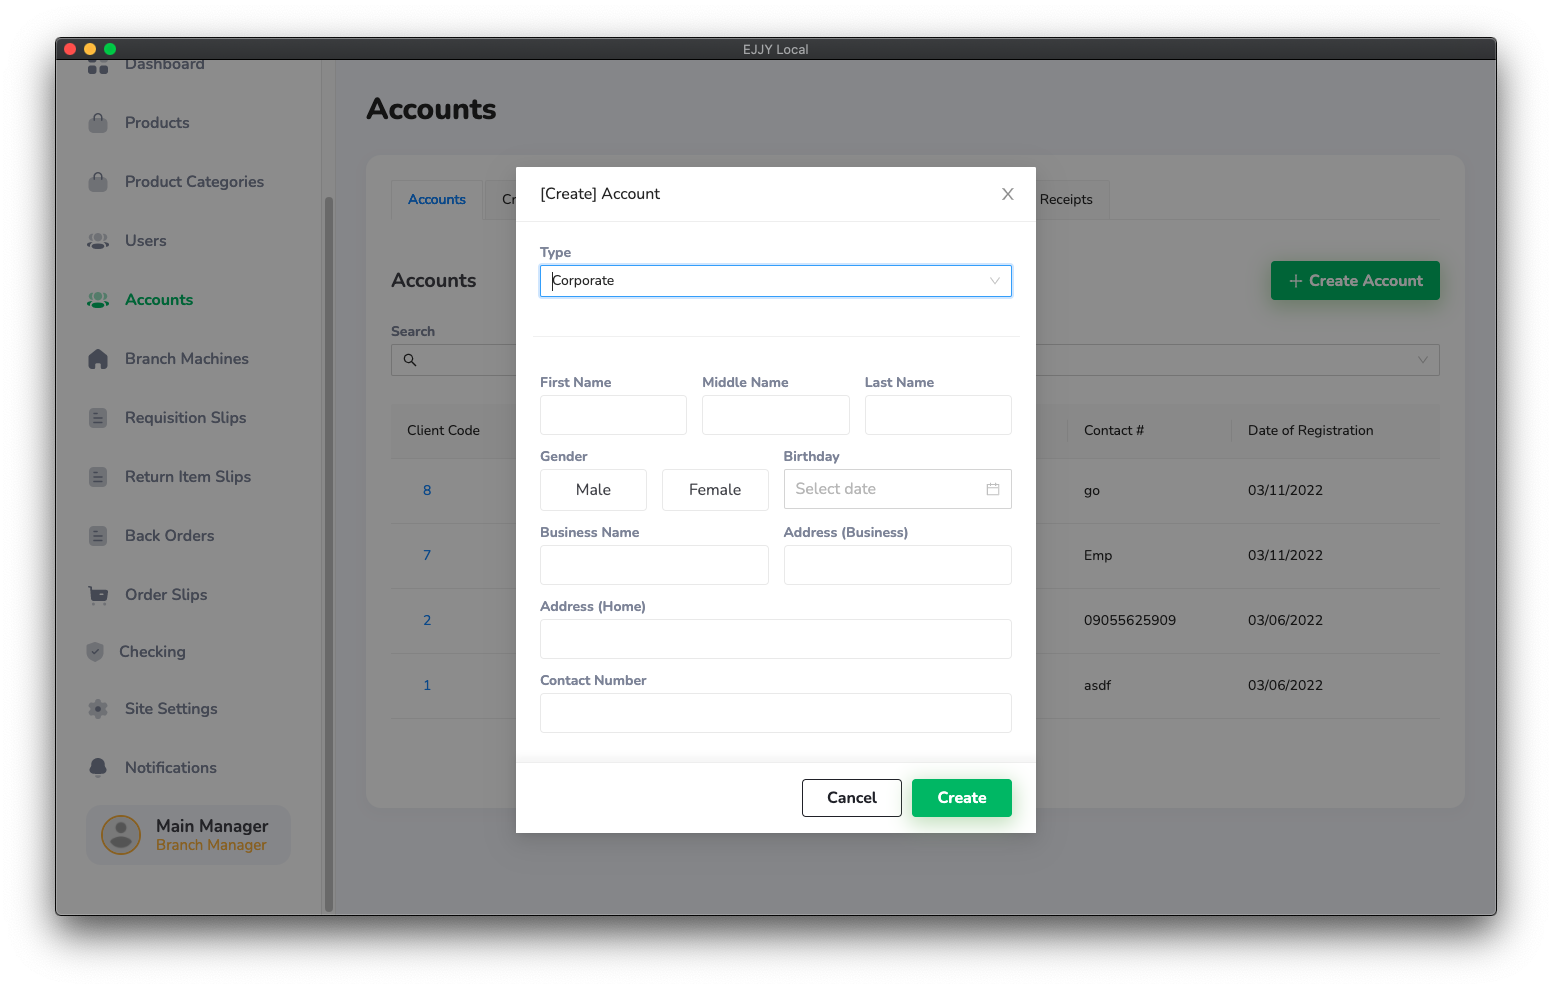 EJJY Local
Dashboard
Products
Product Categories
Users
Accounts
Branch Machines
Requisition Slips
Return Item Slips
Back Orders
Order Slips
Checking
Site Settings
Notifications
Main Manager
Branch Manager
Accounts
Accounts Cr Receipts
Accounts
Create Account
Search
Client Code Contact # Date of Registration
8 go 03/11/2022
7 Emp 03/11/2022
2 09055625909 03/06/2022
1 asdf 03/06/2022
[Create] Account
Type
Corporate
First Name Middle Name Last Name
Gender Birthday
Male Female Select date
Business Name Address (Business)
Address (Home)
Contact Number
Cancel Create